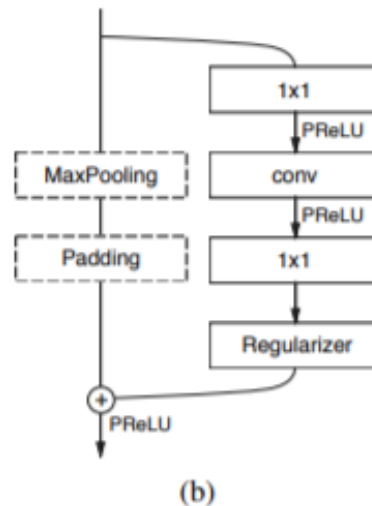 1x1
PReLU
MaxPooling
conv
PReLU
Padding
1x1
Regularizer
+
PReLU
(b)